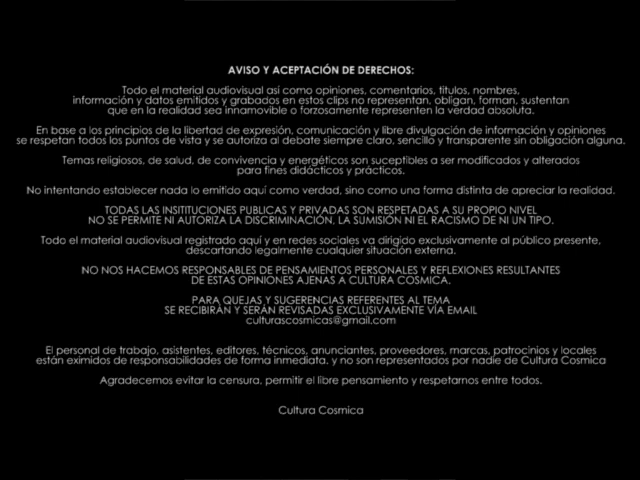 AVISO Y ACEPTACIÓN DE DERECHOS:
Todo el material audiovisual asi como opiniones, comentarios, titulos, nombres,
información y datos emitidos y grabados en estos clips no representan, obligan, forman, sustentan
que en la realidad sea innamovible o forzosamente representen la verdad absoluta.
En base a los principios de la libertad de expresión, comunicación y libre divulgación de información y opiniones
se respetan todos los puntos de vista y se autoriza al debate siempre claro, sencillo y transparente sin obligación alguna.
Temas religiosos, de salud, de convivencia y energéticos son suceptibles a ser modificados y alterados
para fines didácticos y prácticos.
No intentando establecer nada lo emitido aquí como verdad, sino como una forma distinta de apreciar la realidad.
TODAS LAS INSITITUCIONES PUBLICAS Y PRIVADAS SON RESPETADAS A SU PROPIO NIVEL
NO SE PERMITE NI AUTORIZA LA DISCRIMINACIÓN, LA SUMISIÓN NI EL RACISMO DE NI UN TIPO.
Todo el material audiovisual registrado aquí y en redes sociales va dirigido exclusivamente al público presente,
descartando legalmente cualquier situación externa.
NO NOS HACEMOS RESPONSABLES DE PENSAMIENTOS PERSONALES Y REFLEXIONES RESULTANTES
DE ESTAS OPINIONES AJENAS A CULTURA COSMICA.
PARA QUEJAS Y SUGERENCIAS REFERENTES AL TEMA
SE RECIBIRÁN Y SERÁN REVISADAS EXCLUSIVAMENTE VÍA EMAIL
culturascosmicas@gmail.com
El personal de trabajo, asistentes, editores, técnicos, anunciantes, proveedores, marcas, patrocinios y locales
están eximidos de responsabilidades de forma inmediata, y no son representados por nadie de Cultura Cosmica
Agradecemos evitar la censura, permitir el libre pensamiento y respetarnos entre todos.
Cultura Cosmica